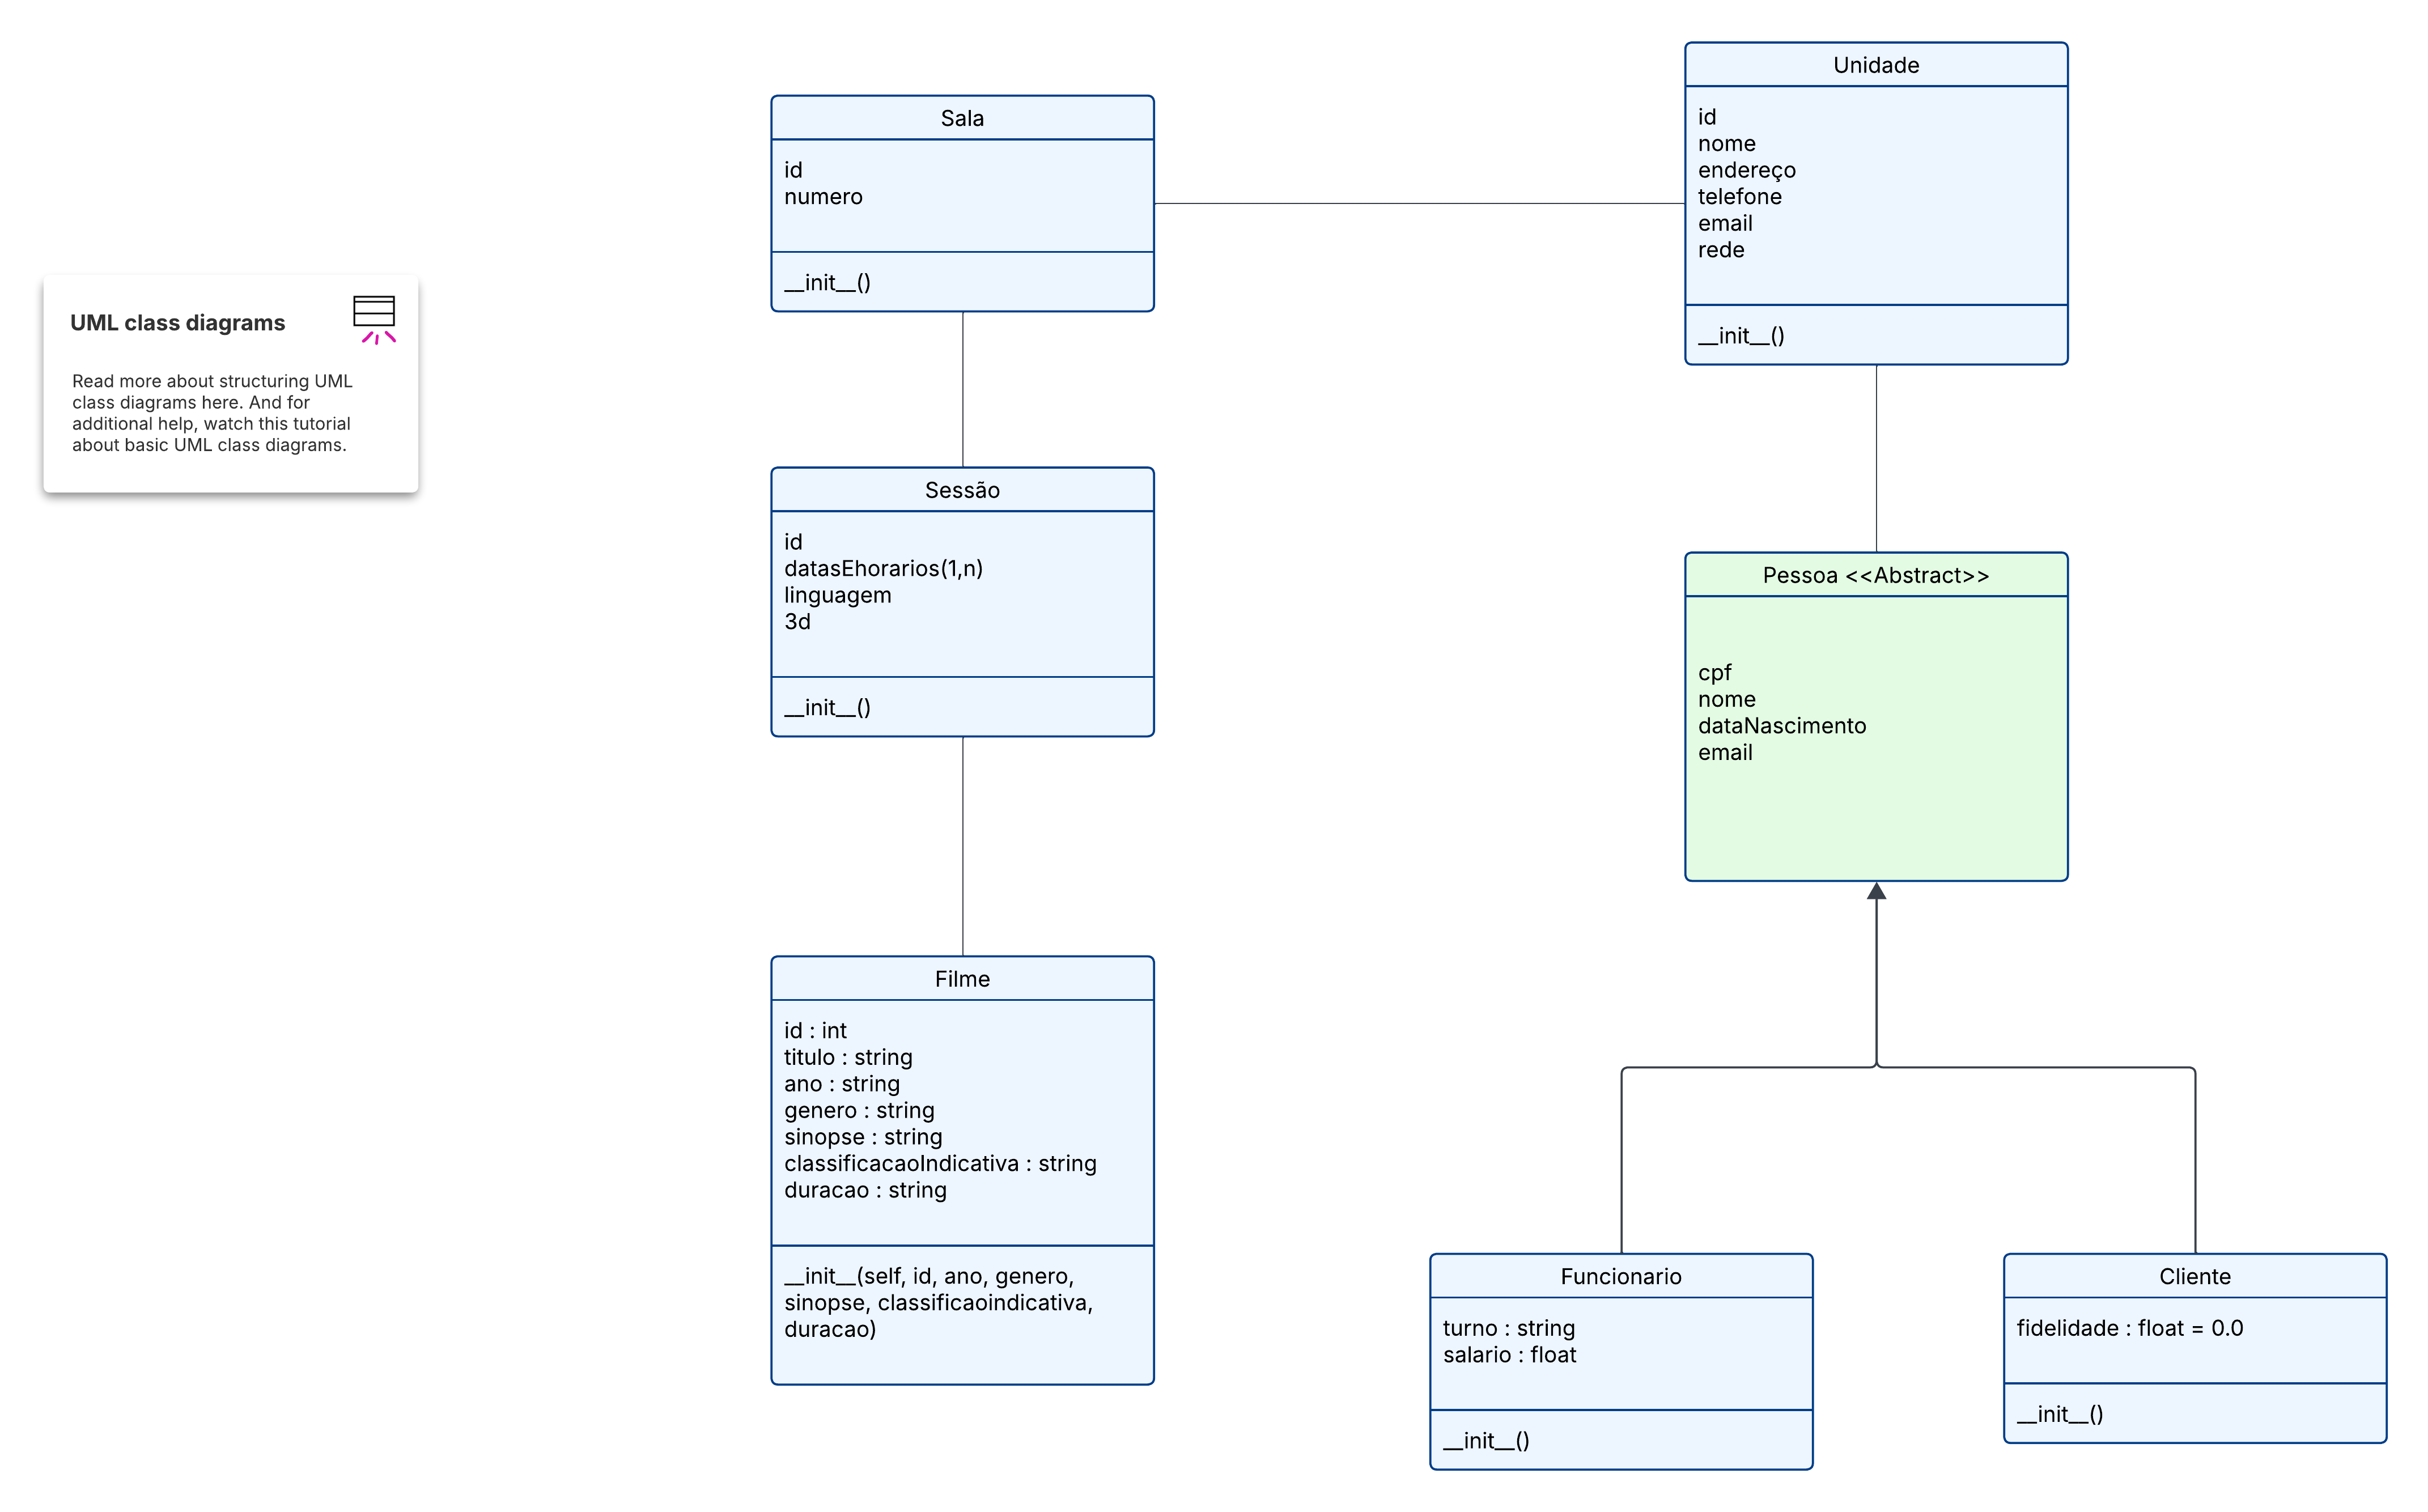 UML class diagrams
Read more about structuring UML
class diagrams here. And for
additional help, watch this tutorial
about basic UML class diagrams.
Sala
id
numero
__init__()
Sessão
id
datasEhorarios(1,n)
linguagem
3d
__init__()
Filme
id : int
titulo : string
ano : string
genero : string
sinopse : string
classificacaoIndicativa : string
duracao : string
__init__(self, id, ano, genero,
sinopse, classificaoindicativa,
duracao)
Unidade
id
nome
endereço
telefone
email
rede
__init__()
Pessoa <<Abstract>>
cpf
nome
dataNascimento
email
Funcionario
turno : string
salario : float
__init__()
Cliente
fidelidade : float = 0.0
__init__()